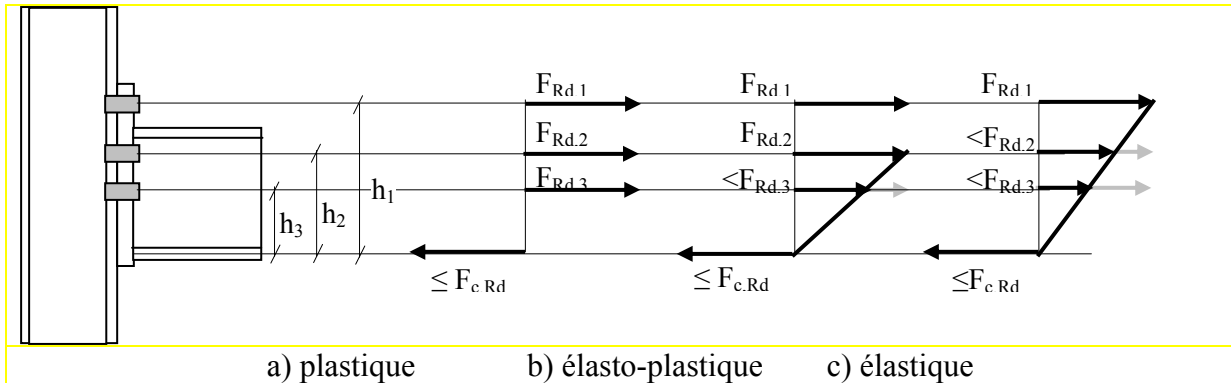 F_Rd.1 F_Rd.1 F_Rd.1
F_Rd.2 F_Rd.2 <F_Rd.2
F_Rd.3 <F_Rd.3 <F_Rd.3
h_1
h_2
h_3
≤ F_c.Rd ≤ F_c.Rd ≤F_c.Rd
a) plastique b) élasto-plastique c) élastique